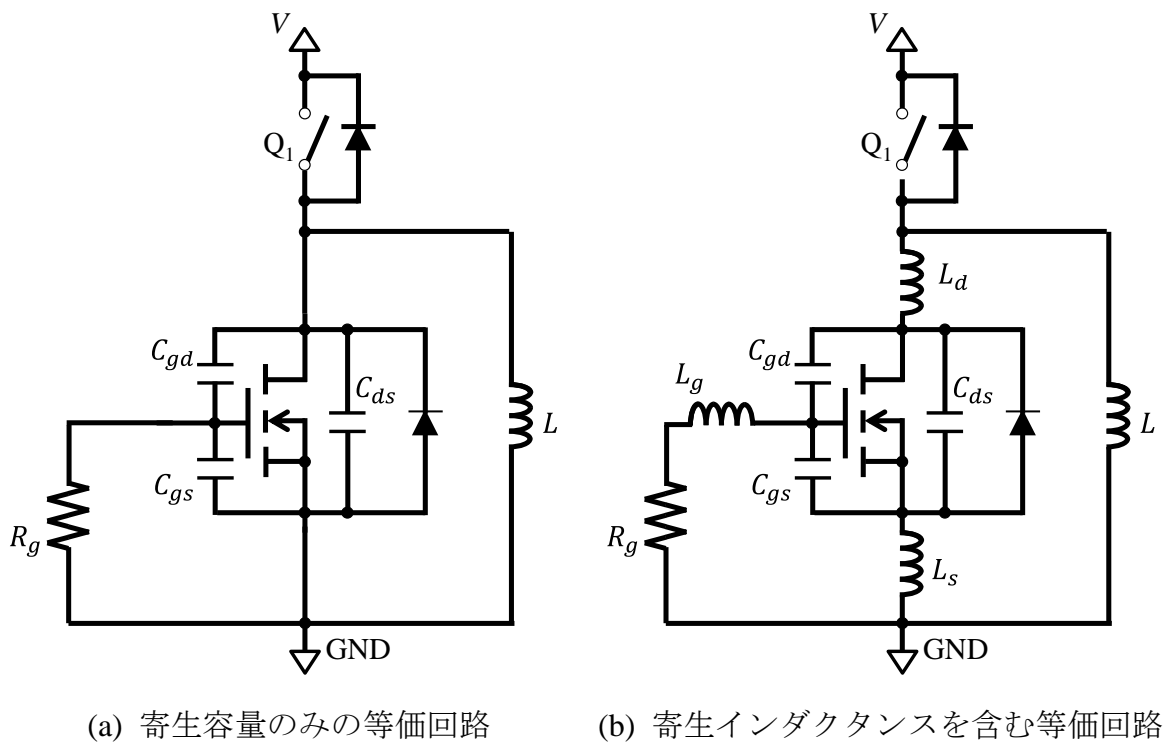 V
Q1
Cgd
Cds
L
Cgs
Rg
GND
(a) 寄生容量のみの等価回路
V
Q1
Ld
Cgd
Lg
Cds
L
Cgs
Rg
Ls
GND
(b) 寄生インダクタンスを含む等価回路